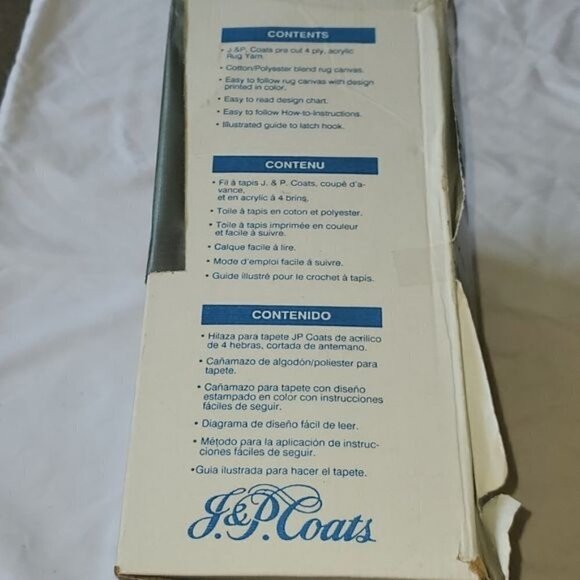 CONTENTS
• J.&P. Coats pre cut 4 ply, acrylic
Rug Yarn.
• Cotton/Polyester blend rug canvas.
• Easy to follow rug canvas with design
printed in color.
• Easy to read design chart.
• Easy to follow How-to-Instructions.
• Illustrated guide to latch hook.
CONTENU
• Fil à tapis J. & P. Coats, coupé d'a-
vance,
et en acrylic à 4 brins.
• Toile à tapis en coton et polyester.
• Toile à tapis imprimée en couleur
et facile à suivre.
• Calque facile à lire.
• Mode d'emploi facile à suivre.
• Guide illustré pour le crochet à tapis.
CONTENIDO
• Hilaza para tapete JP Coats de acrilico
de 4 hebras, cortada de antemano.
• Cañamazo de algodón/poliester para
tapete.
• Cañamazo para tapete con diseño
estampado en color con instrucciones
fáciles de seguir.
• Diagrama de diseño fácil de leer.
• Método para la aplicación de instruc-
ciones fáciles de seguir.
• Guia ilustrada para hacer el tapete.
J.&P. Coats